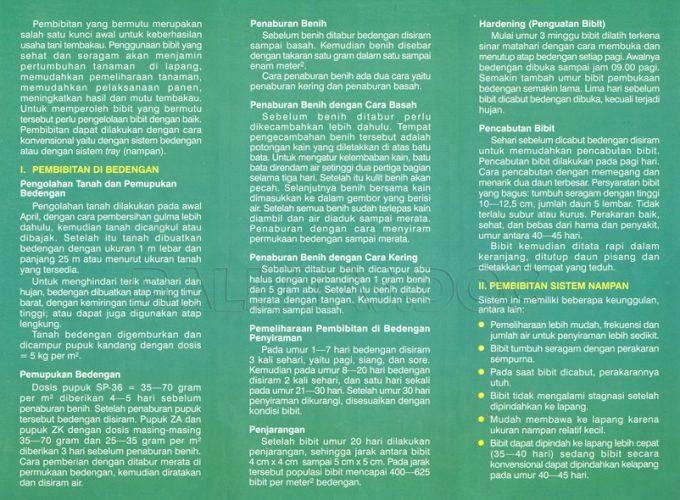 Pembibitan yang bermutu merupakan
salah satu kunci awal untuk keberhasilan
usaha tani tembakau. Penggunaan bibit yang
sehat dan seragam akan menjamin
pertumbuhan tanaman di lapang,
memudahkan pemeliharaan tanaman,
memudahkan pelaksanaan panen,
meningkatkan hasil dan mutu tembakau.
Untuk memperoleh bibit yang bermutu
tersebut perlu pengelolaan bibit dengan baik.
Pembibitan dapat dilakukan dengan cara
konvensional yaitu dengan sistem bedengan
atau dengan sistem tray (nampan).
I. PEMBIBITAN DI BEDENGAN
Pengolahan Tanah dan Pemupukan
Bedengan
Pengolahan tanah dilakukan pada awal
April, dengan cara pembersihan gulma lebih
dahulu, kemudian tanah dicangkul atau
dibajak. Setelah itu tanah dibuatkan
bedengan dengan ukuran 1 m lebar dan
panjang 25 m atau menurut ukuran tanah
yang tersedia.
Untuk menghindari terik matahari dan
hujan, bedengan dibuatkan atap miring timur
barat, dengan kemiringan timur dibuat lebih
tinggi; atau dapat juga digunakan atap
lengkung.
Tanah bedengan digemburkan dan
dicampur pupuk kandang dengan dosis
= 5 kg per m².
Pemupukan Bedengan
Dosis pupuk SP-36 = 35—70 gram
per m² diberikan 4—5 hari sebelum
penaburan benih. Setelah penaburan pupuk
tersebut bedengan disiram. Pupuk ZA dan
pupuk ZK dengan dosis masing-masing
35—70 gram dan 25—35 gram per m²
diberikan 3 hari sebelum penaburan benih.
Cara pemberian dengan ditabur merata di
permukaan bedengan, kemudian diratakan
dan disiram air.
Penaburan Benih
Sebelum benih ditabur bedengan disiram
sampai basah. Kemudian benih disebar
dengan takaran satu gram dalam satu sampai
enam meter².
Cara penaburan benih ada dua cara yaitu
penaburan kering dan penaburan basah.
Penaburan Benih dengan Cara Basah
Sebelum benih ditabur perlu
dikecambahkan lebih dahulu. Tempat
pengecambahan benih tersebut adalah
potongan kain yang diletakkan di atas batu
bata. Untuk mengatur kelembaban kain, batu
bata direndam air setinggi dua pertiga bagian
selama tiga hari. Setelah itu kulit benih akan
pecah. Selanjutnya benih bersama kain
dimasukkan ke dalam gembor yang berisi
air. Setelah semua benih sudah terlepas kain
diambil dan air diaduk sampai merata.
Penaburan dengan cara menyiram
permukaan bedengan sampai merata.
Penaburan Benih dengan Cara Kering
Sebelum ditabur benih dicampur abu
halus dengan perbandingan 1 gram benih
dan 5 gram abu. Setelah itu benih ditabur
merata dengan tangan. Kemudian benih
disiram sampai basah.
Pemeliharaan Pembibitan di Bedengan
Penyiraman
Pada umur 1—7 hari bedengan disiram
3 kali sehari, yaitu pagi, siang, dan sore.
Kemudian pada umur 8—20 hari bedengan
disiram 2 kali sehari, dan satu hari sekali
pada umur 21—30 hari. Setelah umur 30 hari
penyiraman dikurangi, disesuaikan dengan
kondisi bibit.
Penjarangan
Setelah bibit umur 20 hari dilakukan
penjarangan, sehingga jarak antara bibit
4 cm x 4 cm sampai 5 cm x 5 cm. Pada jarak
tersebut populasi bibit mencapai 400—625
bibit per meter² bedengan.
Hardening (Penguatan Bibit)
Mulai umur 3 minggu bibit dilatih terkena
sinar matahari dengan cara membuka dan
menutup atap bedengan setiap pagi. Awalnya
bedengan dibuka sampai jam 09.00 pagi.
Semakin tambah umur bibit pembukaan
bedengan semakin lama. Lima hari sebelum
bibit dicabut bedengan dibuka, kecuali terjadi
hujan.
Pencabutan Bibit
Sehari sebelum dicabut bedengan disiram
untuk memudahkan pencabutan bibit.
Pencabutan bibit dilakukan pada pagi hari.
Cara pencabutan dengan memegang dan
menarik dua daun terbesar. Persyaratan bibit
yang bagus: tumbuh seragam dengan tinggi
10—12,5 cm, jumlah daun 5 lembar. Tidak
terlalu subur atau kurus. Perakaran baik,
sehat, dan bebas dari hama dan penyakit,
umur antara 40—45 hari.
Bibit kemudian ditata rapi dalam
keranjang, ditutup daun pisang dan
diletakkan di tempat yang teduh.
II. PEMBIBITAN SISTEM NAMPAN
Sistem ini memiliki beberapa keunggulan,
antara lain:
Pemeliharaan lebih mudah, frekuensi dan
jumlah air untuk penyiraman lebih sedikit.
Bibit tumbuh seragam dengan perakaran
sempurna.
Pada saat bibit dicabut, perakarannya
utuh.
Bibit tidak mengalami stagnasi setelah
dipindahkan ke lapang.
Mudah membawa ke lapang karena
ukuran nampan relatif kecil.
Bibit dapat dipindah ke lapang lebih cepat
(35—40 hari) sedang bibit secara
konvensional dapat dipindahkan kelapang
pada umur 40—45 hari.